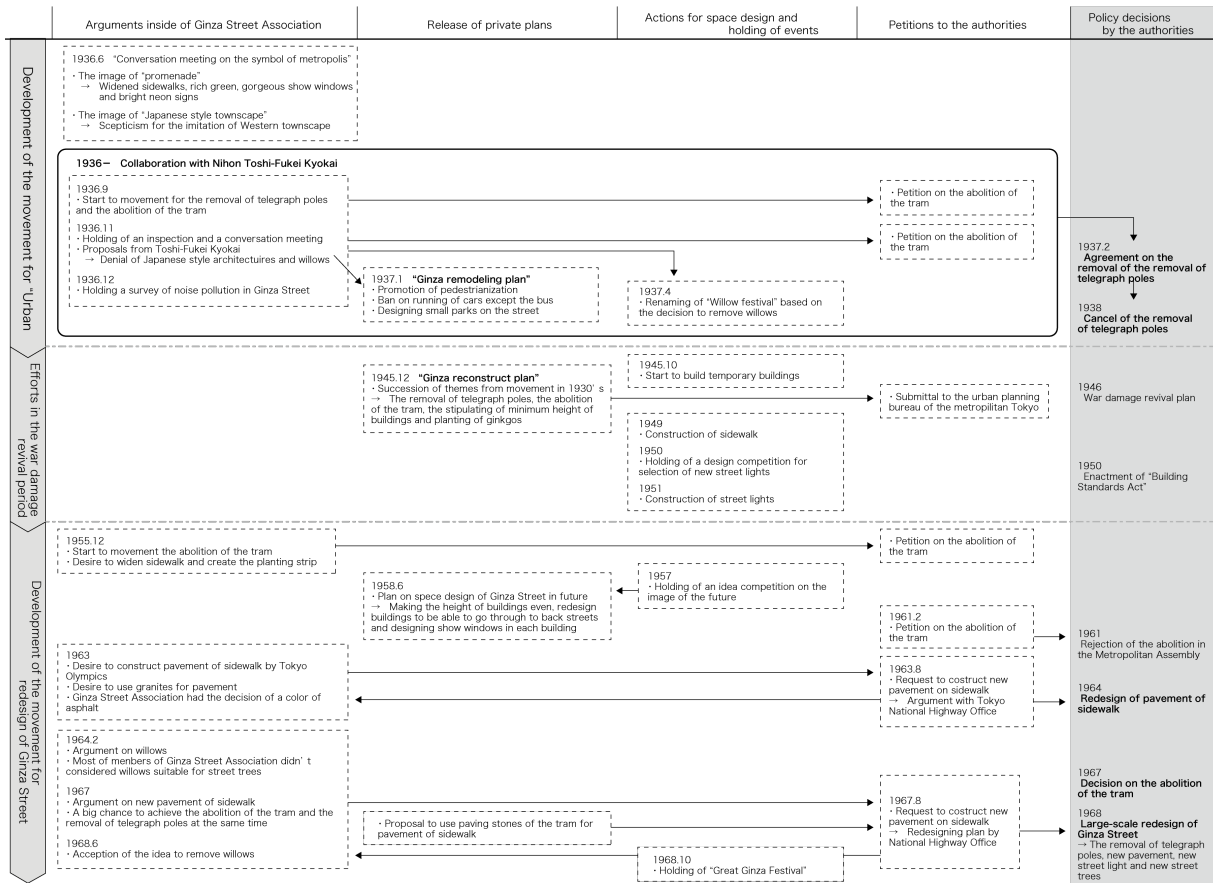 Arguments inside of Ginza Street Association
Release of private plans
Actions for space design and
holding of events
Petitions to the authorities
Policy decisions
by the authorities
Development of the movement for “Urban
1936.6 “Conversation meeting on the symbol of metropolis”
・The image of “promenade”
→ Widened sidewalks, rich green, gorgeous show windows
and bright neon signs
・The image of “Japanese style townscape”
→ Scepticism for the imitation of Western townscape
1936− Collaboration with Nihon Toshi-Fukei Kyokai
1936.9
・Start to movement for the removal of telegraph poles
and the abolition of the tram
1936.11
・Holding of an inspection and a conversation meeting
・Proposals from Toshi-Fukei Kyokai
→ Denial of Japanese style architectuires and willows
1936.12
・Holding a survey of noise pollution in Ginza Street
1937.1 “Ginza remodeling plan”
・Promotion of pedestrianization
・Ban on running of cars except the bus
・Designing small parks on the street
1937.4
・Renaming of “Willow festival” based on
the decision to remove willows
・Petition on the abolition of
the tram
・Petition on the abolition of
the tram
1937.2
Agreement on the
removal of the removal of
telegraph poles
1938
Cancel of the removal
of telegraph poles
Efforts in the war damage
revival period
1945.12 “Ginza reconstruct plan”
・Succession of themes from movement in 1930’ s
→ The removal of telegraph poles, the abolition
of the tram, the stipulating of minimum height of
buildings and planting of ginkgos
1945.10
・Start to build temporary buildings
1949
・Construction of sidewalk
1950
・Holding of a design competition for
selection of new street lights
1951
・Construction of street lights
・Submittal to the urban planning
bureau of the metropolitan Tokyo
1946
War damage revival plan
1950
Enactment of “Building
Standards Act”
Development of the movement for
redesign of Ginza Street
1955.12
・Start to movement the abolition of the tram
・Desire to widen sidewalk and create the planting strip
・Petition on the abolition of
the tram
1957
・Holding of an idea competition on the
image of the future
1958.6
・Plan on spece design of Ginza Street in future
→ Making the height of buildings even, redesign
buildings to be able to go through to back streets
and designing show windows in each building
1961.2
・Petition on the abolition of
the tram
1961
Rejection of the abolition in
the Metropolitan Assembly
1963
・Desire to construct pavement of sidewalk by Tokyo
Olympics
・Desire to use granites for pavement
・Ginza Street Association had the decision of a color of
asphalt
1963.8
・Request to costruct new
pavement on sidewalk
→ Argument with Tokyo
National Highway Office
1964
Redesign of pavement of
sidewalk
1964.2
・Argument on willows
・Most of menbers of Ginza Street Association didn’ t
considered willows suitable for street trees
1967
・Argument on new pavement of sidewalk
・A big chance to achieve the abolition of the tram and the
removal of telegraph poles at the same time
1968.6
・Acception of the idea to remove willows
・Proposal to use paving stones of the tram for
pavement of sidewalk
1968.10
・Holding of “Great Ginza Festival”
1967.8
・Request to costruct new
pavement on sidewalk
→ Redesigning plan by
National Highway Office
1967
Decision on the abolition
of the tram
1968
Large-scale redesign of
Ginza Street
→ The removal of telegraph
poles, new pavement, new
street light and new street
trees